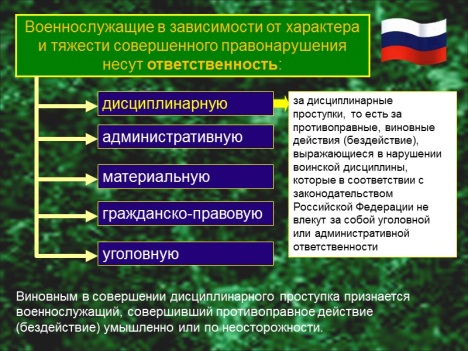 Военнослужащие в зависимости от характера
и тяжести совершенного правонарушения
несут ответственность:
дисциплинарную
за дисциплинарные
проступки, то есть за
противоправные, виновные
действия (бездействие),
выражающиеся в нарушении
воинской дисциплины,
которые в соответствии с
законодательством
Российской Федерации не
влекут за собой уголовной
или административной
ответственности
административную
материальную
гражданско-правовую
уголовную
Виновным в совершении дисциплинарного проступка признается
военнослужащий, совершивший противоправное действие
(бездействие) умышленно или по неосторожности.